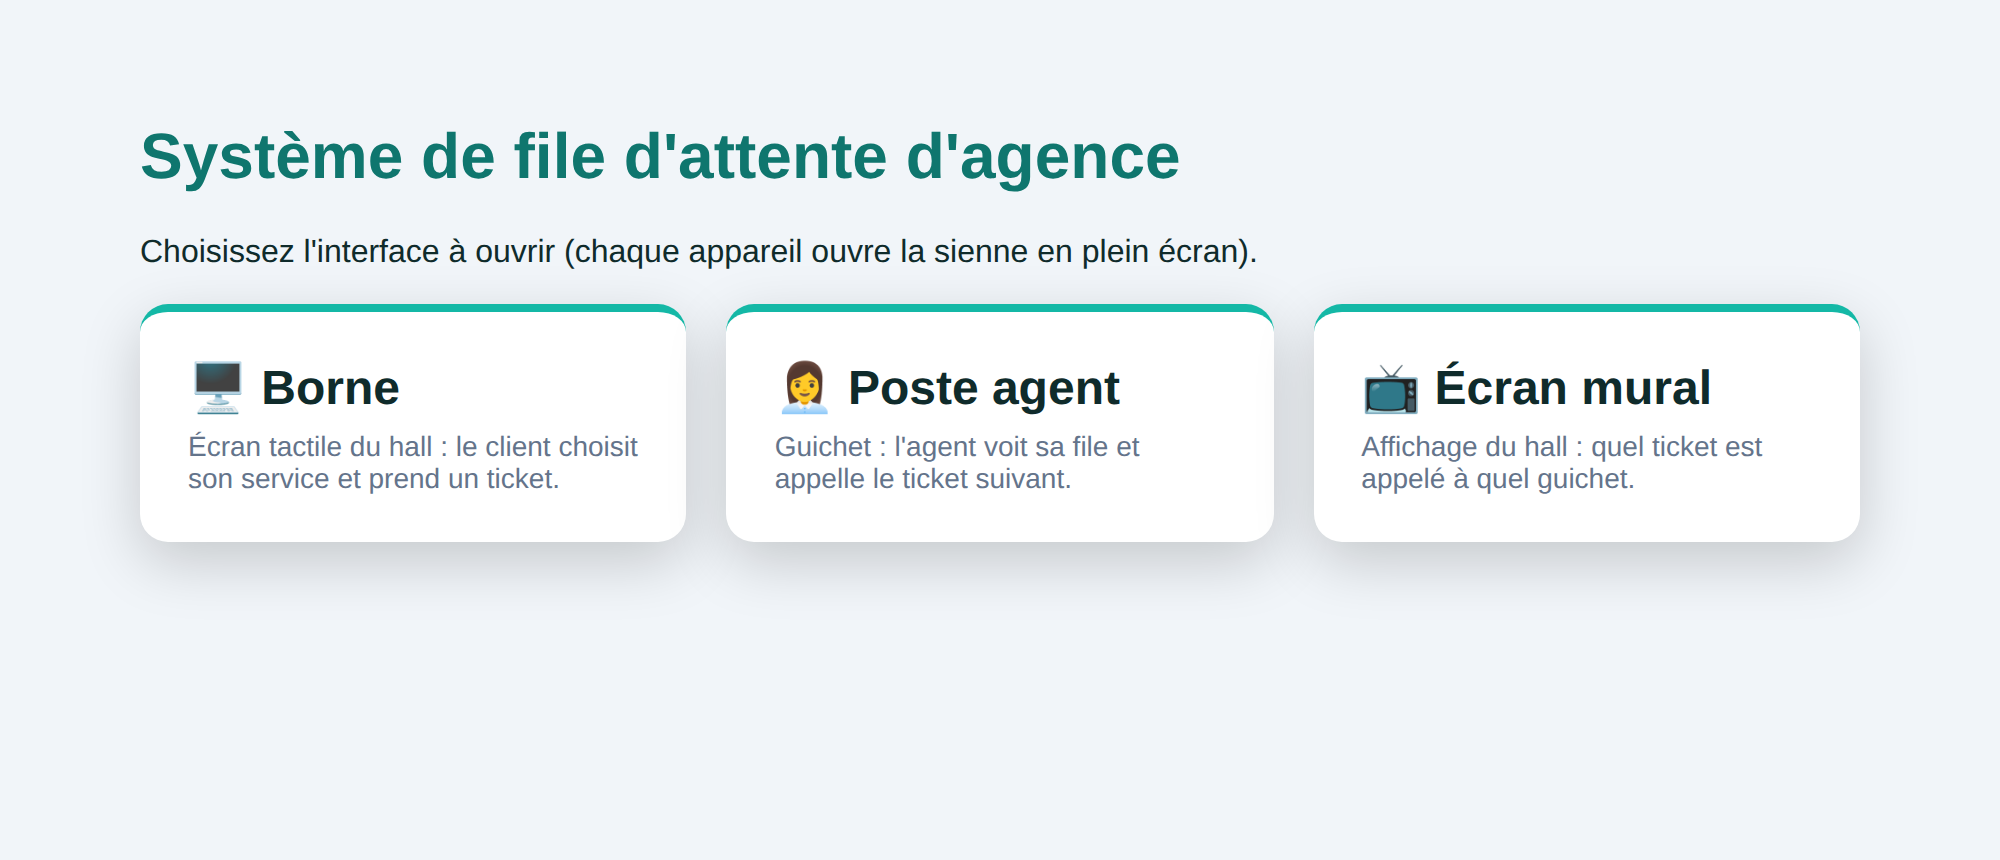 Système de file d'attente d'agence
Choisissez l'interface à ouvrir (chaque appareil ouvre la sienne en plein écran).
Borne
Écran tactile du hall : le client choisit
son service et prend un ticket.
Poste agent
Guichet : l'agent voit sa file et
appelle le ticket suivant.
Écran mural
Affichage du hall : quel ticket est
appelé à quel guichet.